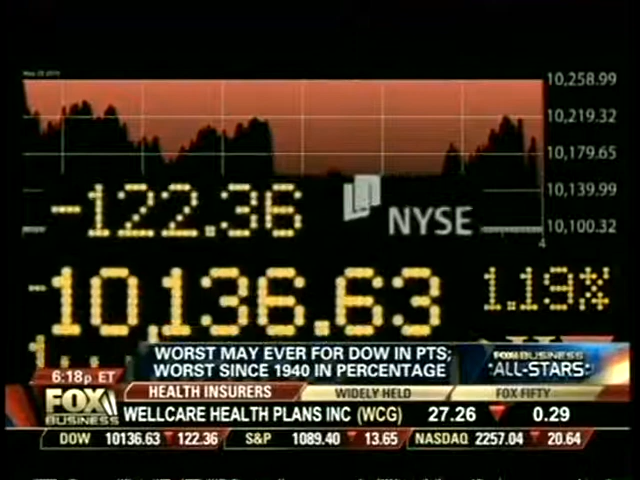 10,258.99
10,219.32
10,179.65
10,139.99
10,100.32
4
-122.36
NYSE
-10,136.63
1.19%
WORST MAY EVER FOR DOW IN PTS;
WORST SINCE 1940 IN PERCENTAGE
FOX BUSINESS
ALL-STARS
6:18p ET
HEALTH INSURERS
WIDELY HELD
FOX FIFTY
FOX
BUSINESS
WELLCARE HEALTH PLANS INC (WCG) 27.26 ▼ 0.29
DOW 10136.63 ▼ 122.36 S&P 1089.40 ▼ 13.65 NASDAQ 2257.04 ▼ 20.64